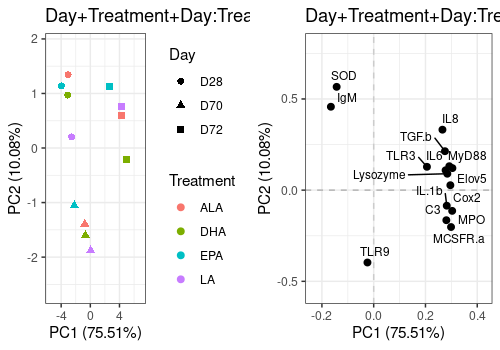 Day+Treatment+Day:Trea
PC2 (10.08%)
2
1
0
-1
-2
-4
0
4
PC1 (75.51%)
Day
D28
D70
D72
Treatment
ALA
DHA
EPA
LA
Day+Treatment+Day:Tre
PC2 (10.08%)
0.5
0.0
-0.5
-0.2
0.0
0.2
0.4
PC1 (75.51%)
SOD
IgM
IL8
TGF.b
TLR3
IL6
MyD88
Lysozyme
Elov5
IL.1b
Cox2
C3
MPO
MCSFR.a
TLR9